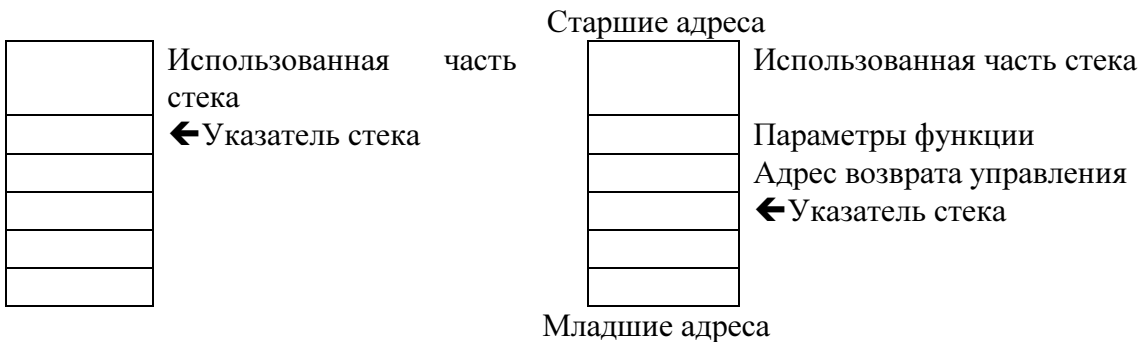 Старшие адреса
Использованная часть
стека
🡸Указатель стека
Использованная часть стека
Параметры функции
Адрес возврата управления
🡸Указатель стека
Младшие адреса